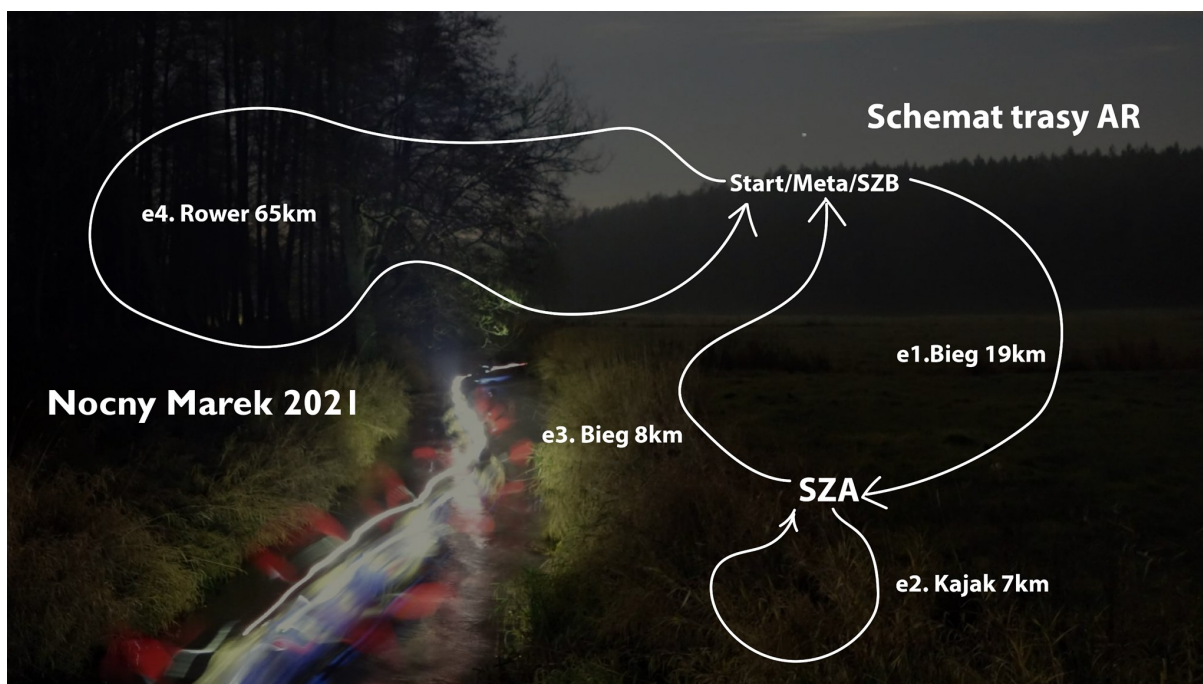 Schemat trasy AR
Start/Meta/SZB
e4. Rower 65km
e1.Bieg 19km
Nocny Marek 2021
e3. Bieg 8km
SZA
e2. Kajak 7km